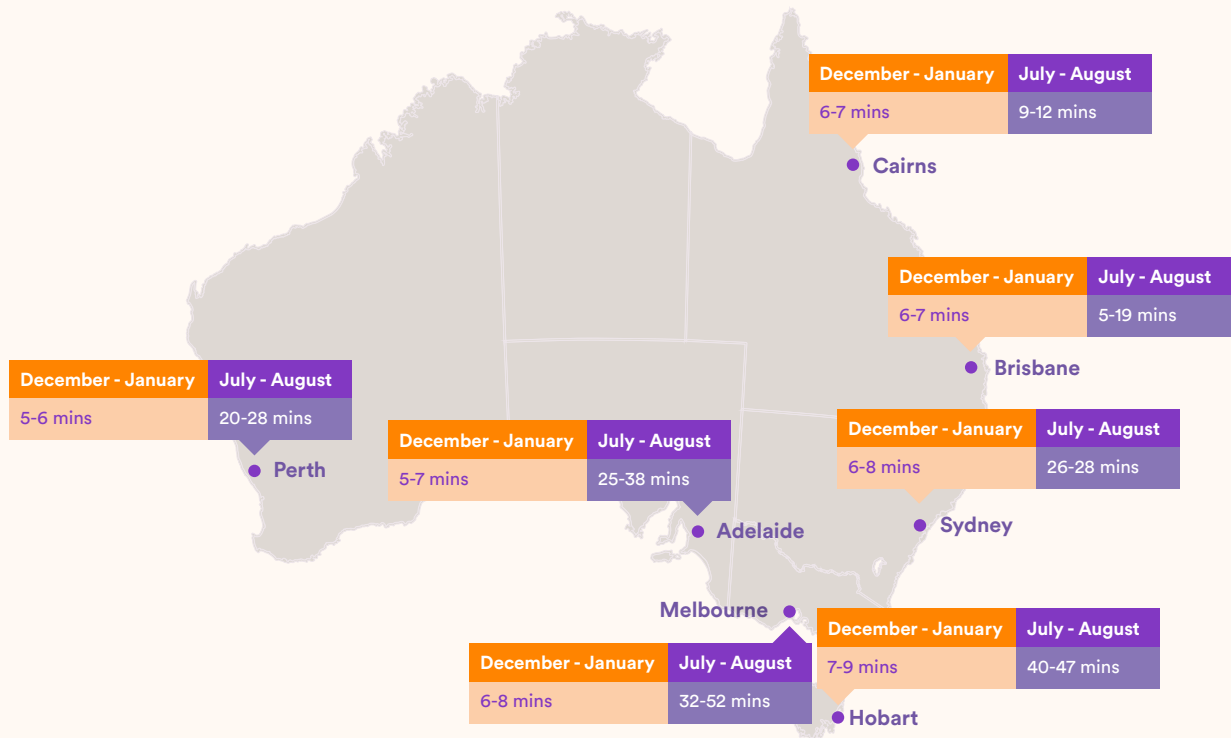 December - January July - August
6-7 mins 9-12 mins
Cairns
December - January July - August
6-7 mins 5-19 mins
Brisbane
December - January July - August
5-6 mins 20-28 mins
Perth
December - January July - August
5-7 mins 25-38 mins
Adelaide
December - January July - August
6-8 mins 26-28 mins
Sydney
Melbourne
December - January July - August
6-8 mins 32-52 mins
December - January July - August
7-9 mins 40-47 mins
Hobart